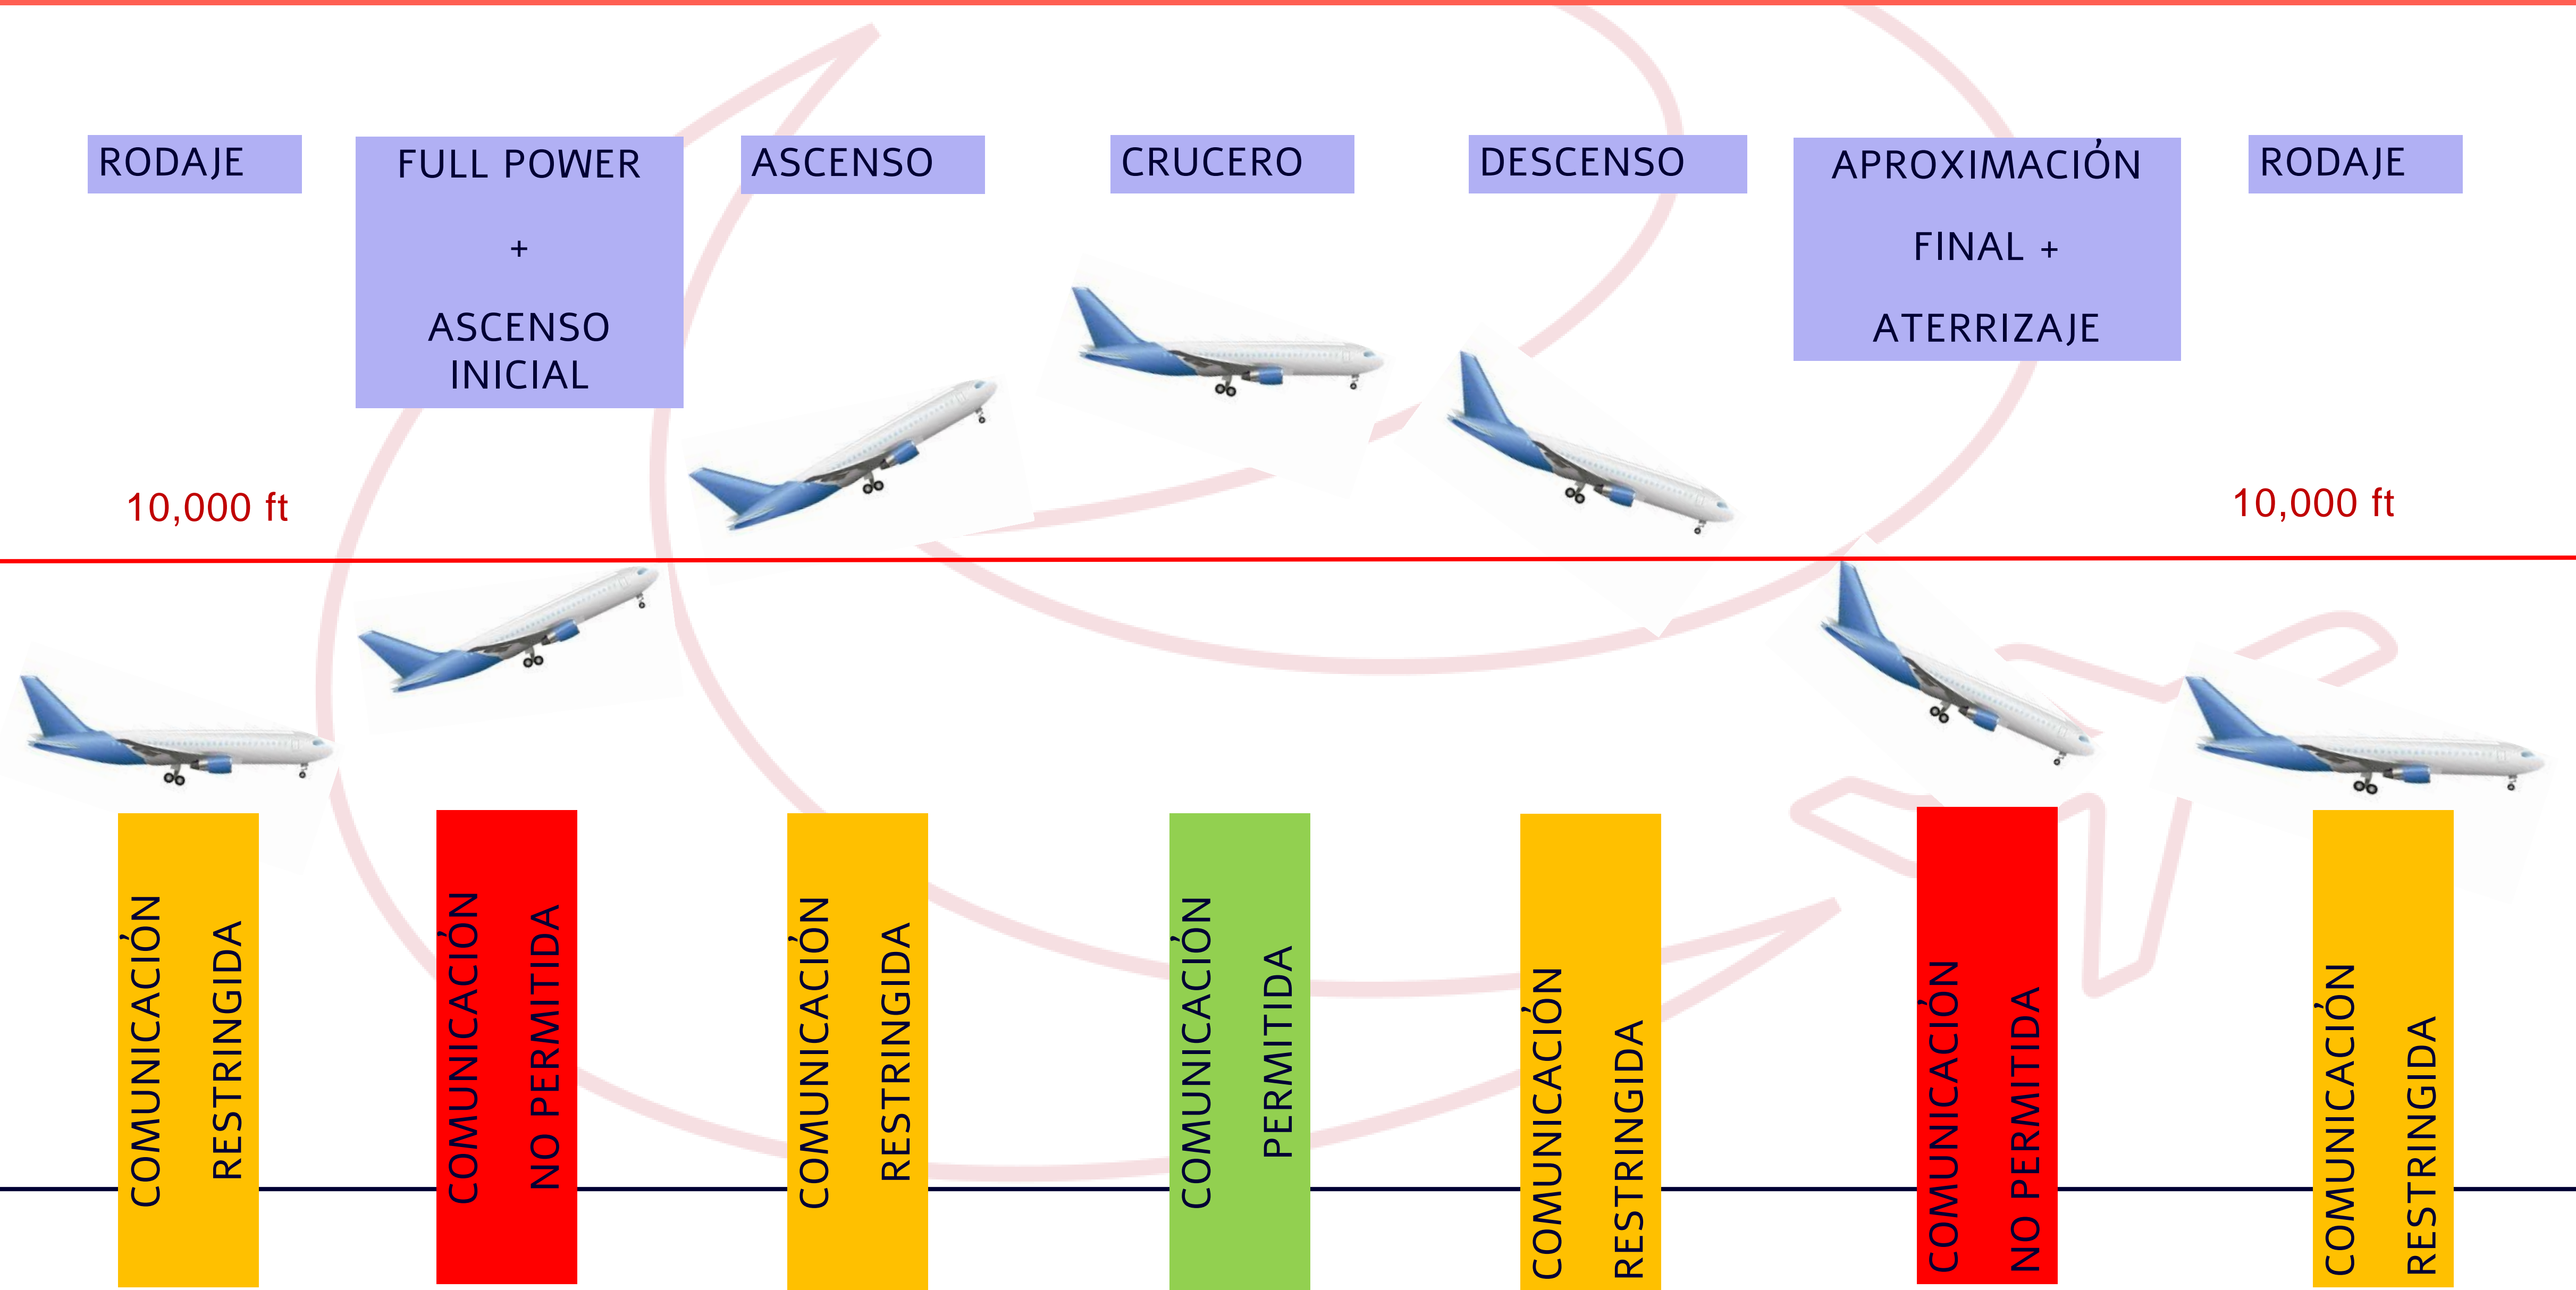 RODAJE
FULL POWER
+
ASCENSO
INICIAL
ASCENSO
CRUCERO
DESCENSO
APROXIMACIÓN
FINAL +
ATERRIZAJE
RODAJE
10,000 ft
10,000 ft
COMUNICACIÓN
RESTRINGIDA
COMUNICACIÓN
NO PERMITIDA
COMUNICACIÓN
RESTRINGIDA
COMUNICACIÓN
PERMITIDA
COMUNICACIÓN
RESTRINGIDA
COMUNICACIÓN
NO PERMITIDA
COMUNICACIÓN
RESTRINGIDA